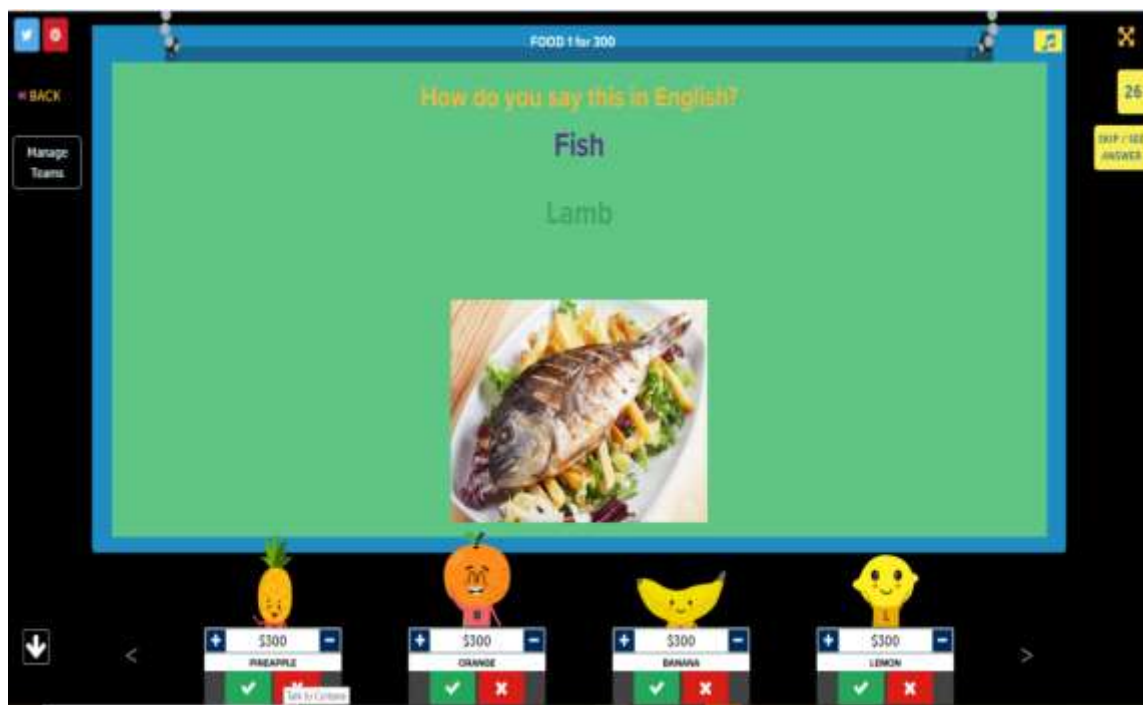 FOOD 1 for 300
BACK
Manage
Teams
26
SKIP / SEE
ANSWER
How do you say this in English?
Fish
Lamb
$300
$300
$300
$300
PINEAPPLE
ORANGE
BANANA
LEMON